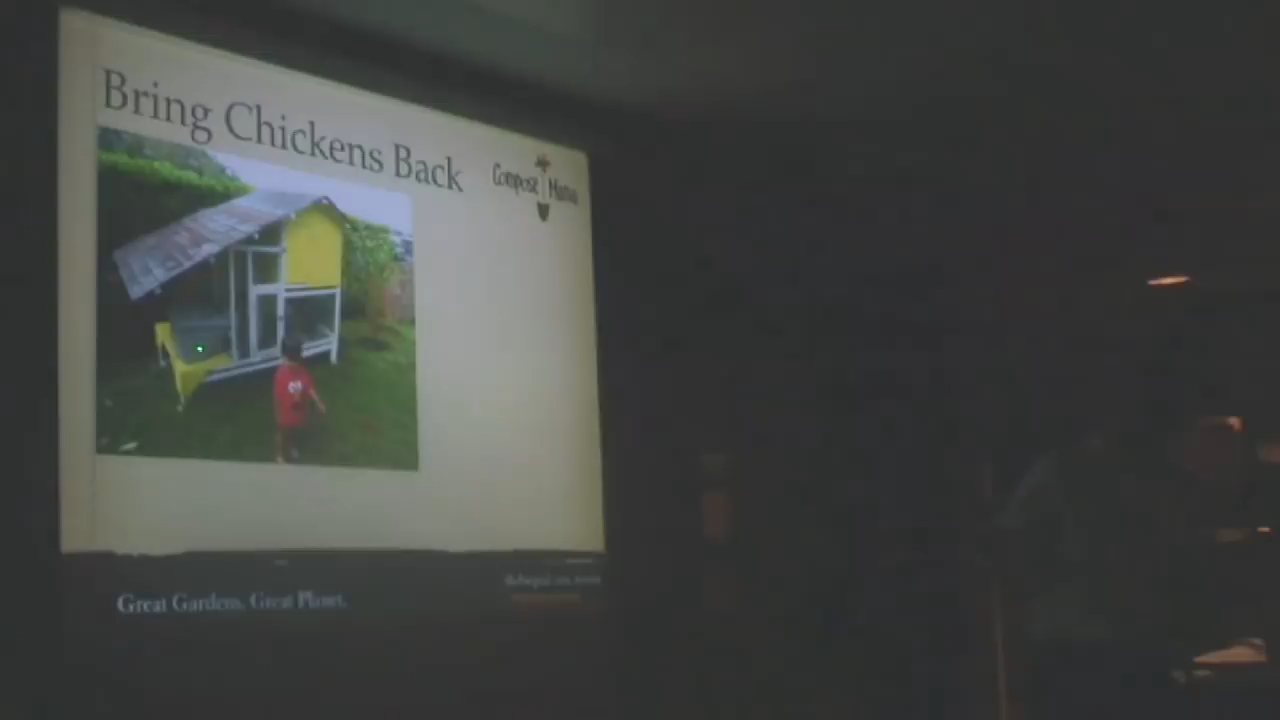 Bring Chickens Back
Compost Mania
Great Gardens. Great Planet.